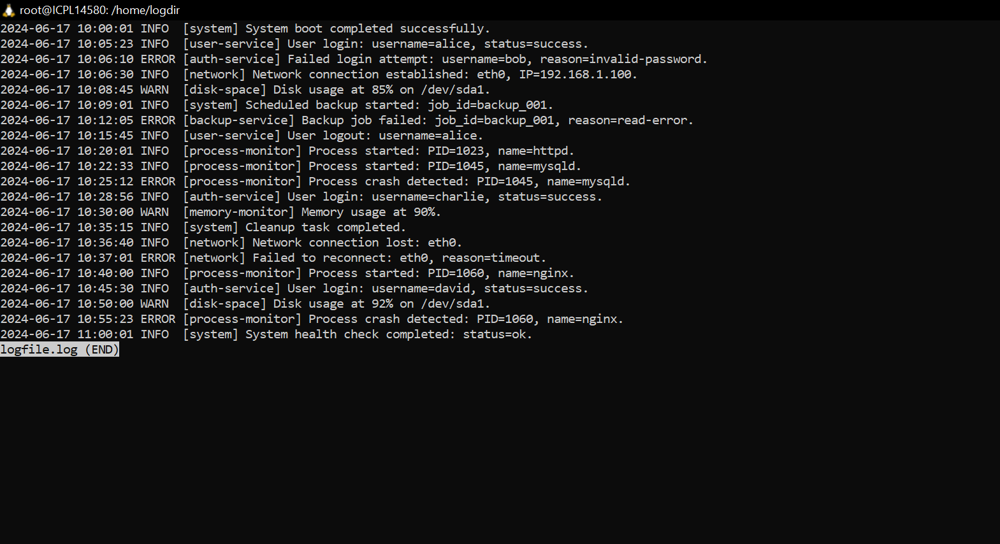 root@ICPL14580: /home/logdir
2024-06-17 10:00:01 INFO  [system] System boot completed successfully.
2024-06-17 10:05:23 INFO  [user-service] User login: username=alice, status=success.
2024-06-17 10:06:10 ERROR [auth-service] Failed login attempt: username=bob, reason=invalid-password.
2024-06-17 10:06:30 INFO  [network] Network connection established: eth0, IP=192.168.1.100.
2024-06-17 10:08:45 WARN  [disk-space] Disk usage at 85% on /dev/sda1.
2024-06-17 10:09:01 INFO  [system] Scheduled backup started: job_id=backup_001.
2024-06-17 10:12:05 ERROR [backup-service] Backup job failed: job_id=backup_001, reason=read-error.
2024-06-17 10:15:45 INFO  [user-service] User logout: username=alice.
2024-06-17 10:20:01 INFO  [process-monitor] Process started: PID=1023, name=httpd.
2024-06-17 10:22:33 INFO  [process-monitor] Process started: PID=1045, name=mysqld.
2024-06-17 10:25:12 ERROR [process-monitor] Process crash detected: PID=1045, name=mysqld.
2024-06-17 10:28:56 INFO  [auth-service] User login: username=charlie, status=success.
2024-06-17 10:30:00 WARN  [memory-monitor] Memory usage at 90%.
2024-06-17 10:35:15 INFO  [system] Cleanup task completed.
2024-06-17 10:36:40 INFO  [network] Network connection lost: eth0.
2024-06-17 10:37:01 ERROR [network] Failed to reconnect: eth0, reason=timeout.
2024-06-17 10:40:00 INFO  [process-monitor] Process started: PID=1060, name=nginx.
2024-06-17 10:45:30 INFO  [auth-service] User login: username=david, status=success.
2024-06-17 10:50:00 WARN  [disk-space] Disk usage at 92% on /dev/sda1.
2024-06-17 10:55:23 ERROR [process-monitor] Process crash detected: PID=1060, name=nginx.
2024-06-17 11:00:01 INFO  [system] System health check completed: status=ok.
logfile.log (END)